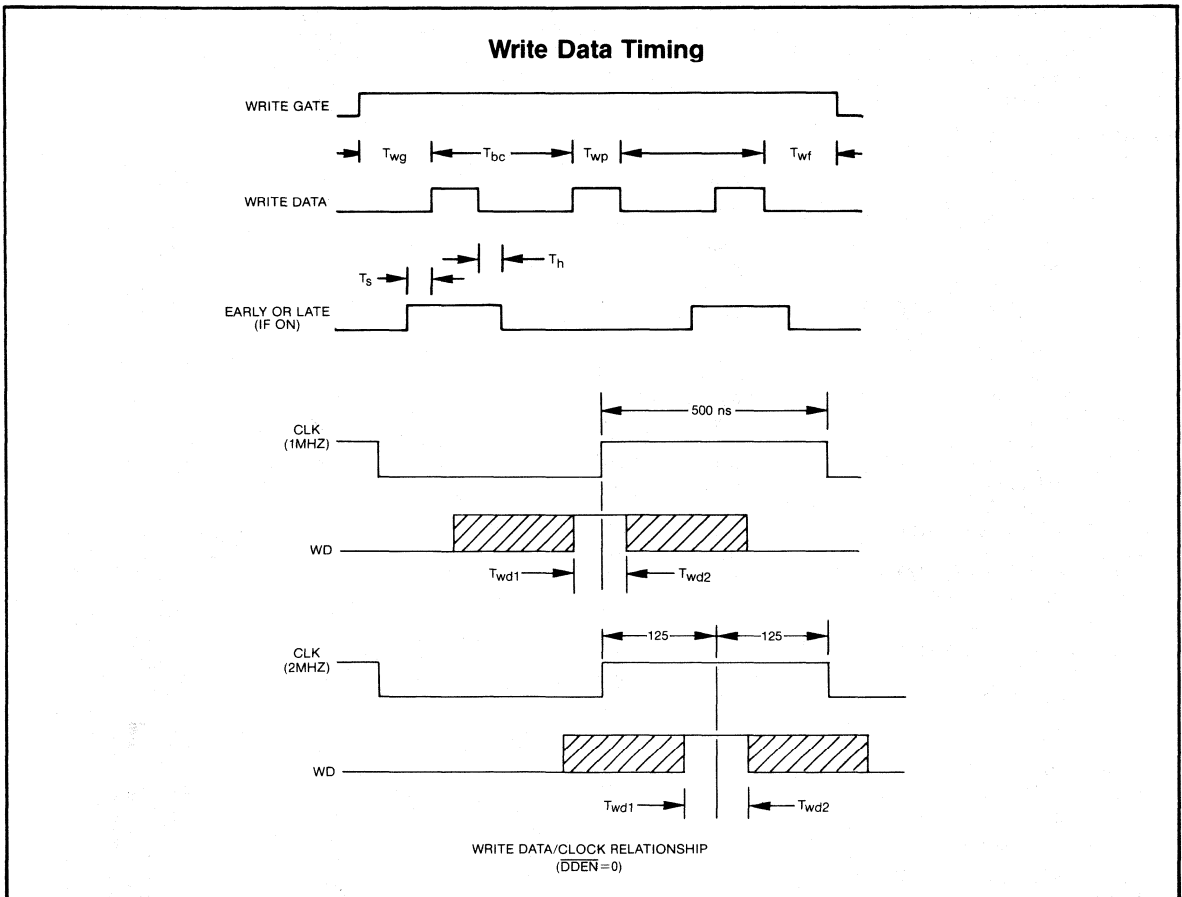 Write Data Timing
WRITE GATE
Twg Tbc Twp Twf
WRITE DATA
Th
Ts
EARLY OR LATE
(IF ON)
500 ns
CLK
(1MHZ)
WD
Twd1 Twd2
125 125
CLK
(2MHZ)
WD
Twd1 Twd2
WRITE DATA/CLOCK RELATIONSHIP
(D̅D̅E̅N̅=0)